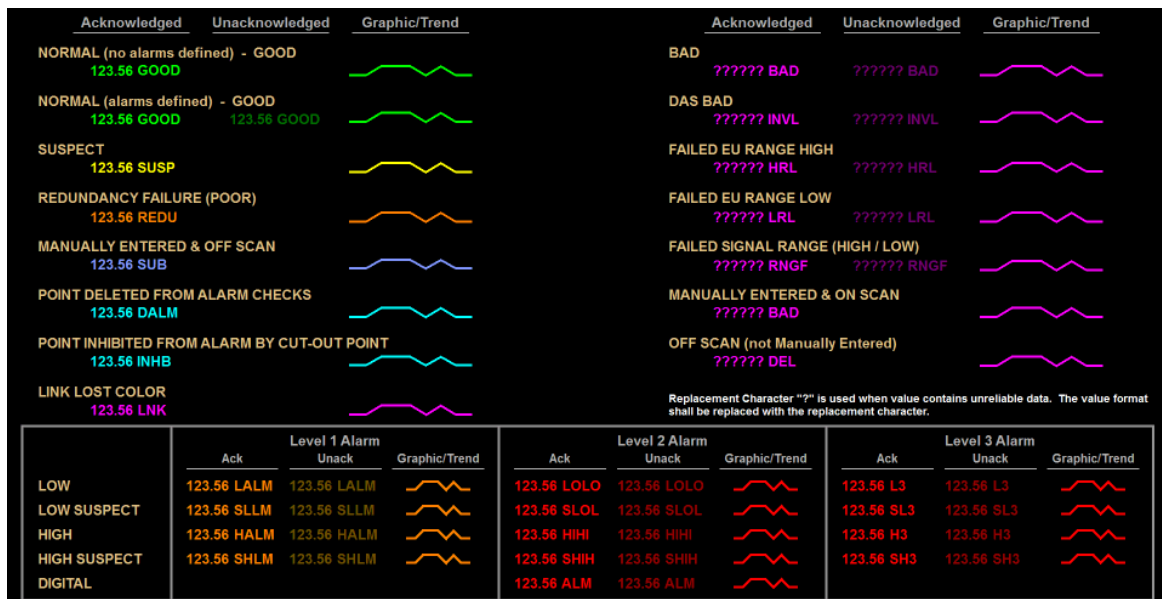 Acknowledged Unacknowledged Graphic/Trend
NORMAL (no alarms defined) - GOOD
123.56 GOOD
NORMAL (alarms defined) - GOOD
123.56 GOOD 123.56 GOOD
SUSPECT
123.56 SUSP
REDUNDANCY FAILURE (POOR)
123.56 REDU
MANUALLY ENTERED & OFF SCAN
123.56 SUB
POINT DELETED FROM ALARM CHECKS
123.56 DALM
POINT INHIBITED FROM ALARM BY CUT-OUT POINT
123.56 INHB
LINK LOST COLOR
123.56 LNK
Acknowledged Unacknowledged Graphic/Trend
BAD
?????? BAD ?????? BAD
DAS BAD
?????? INVL ?????? INVL
FAILED EU RANGE HIGH
?????? HRL ?????? HRL
FAILED EU RANGE LOW
?????? LRL ?????? LRL
FAILED SIGNAL RANGE (HIGH / LOW)
?????? RNGF ?????? RNGF
MANUALLY ENTERED & ON SCAN
?????? BAD
OFF SCAN (not Manually Entered)
?????? DEL
Replacement Character "?" is used when value contains unreliable data. The value format
shall be replaced with the replacement character.
Level 1 Alarm Level 2 Alarm Level 3 Alarm
Ack Unack Graphic/Trend Ack Unack Graphic/Trend Ack Unack Graphic/Trend
LOW 123.56 LALM 123.56 LALM 123.56 LOLO 123.56 LOLO 123.56 L3 123.56 L3
LOW SUSPECT 123.56 SLLM 123.56 SLLM 123.56 SLOL 123.56 SLOL 123.56 SL3 123.56 SL3
HIGH 123.56 HALM 123.56 HALM 123.56 HIHI 123.56 HIHI 123.56 H3 123.56 H3
HIGH SUSPECT 123.56 SHLM 123.56 SHLM 123.56 SHIH 123.56 SHIH 123.56 SH3 123.56 SH3
DIGITAL 123.56 ALM 123.56 ALM